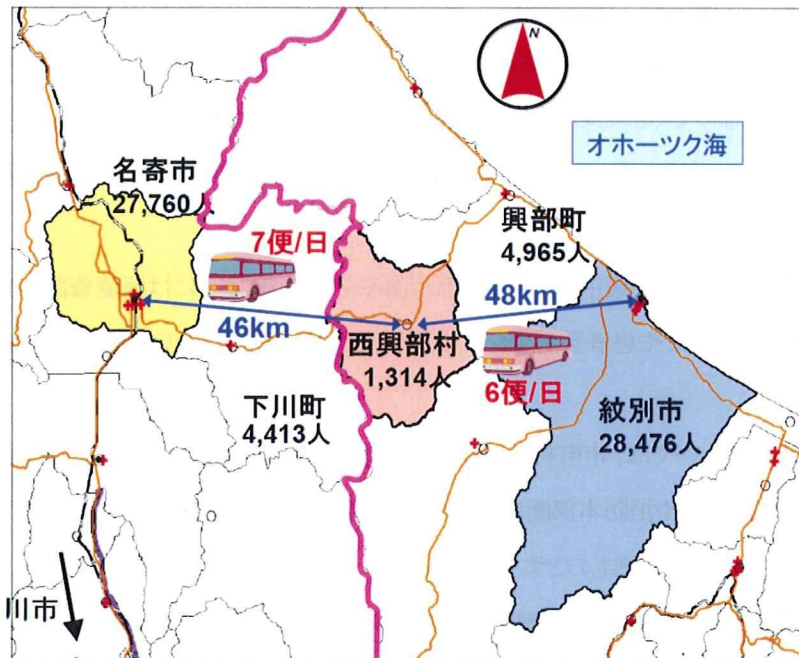 N
オホーツク海
名寄市
27,760人
興部町
4,965人
7便/日
48km
46km
西興部村
1,314人
6便/日
下川町
4,413人
紋別市
28,476人
川市